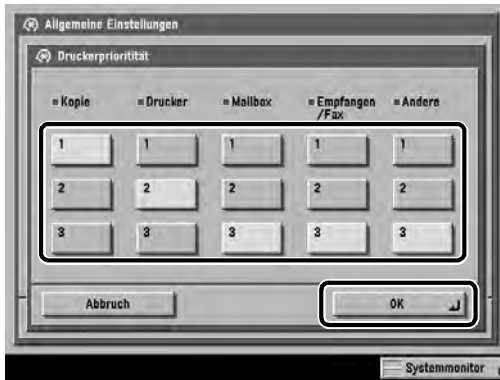 Allgemeine Einstellungen
Druckerprioritität
Kopie Drucker Mailbox Empfangen /Fax Andere
1 1 1 1 1
2 2 2 2 2
3 3 3 3 3
Abbruch OK
Systemmonitor